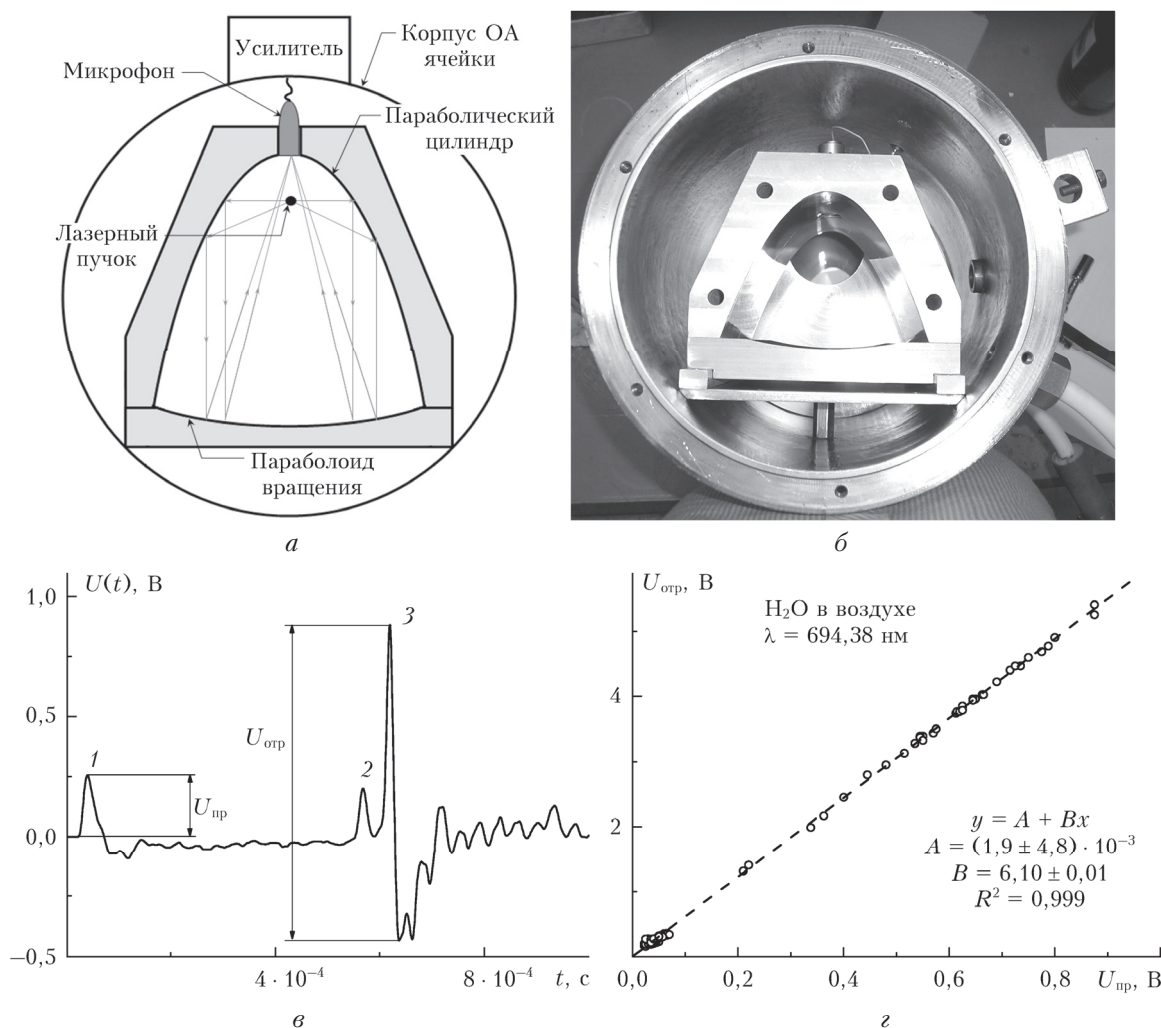 Усилитель
Корпус ОА
ячейки
Микрофон
Параболический
цилиндр
Лазерный
пучок
Параболоид
вращения
а
б
U(t), В
1,0
0,5
0,0
–0,5
1
2
3
Uпр
Uотр
4 · 10⁻⁴
8 · 10⁻⁴
t, с
в
Uотр, В
H₂O в воздухе
λ = 694,38 нм
4
2
y = A + Bx
A = (1,9 ± 4,8) · 10⁻³
B = 6,10 ± 0,01
R² = 0,999
0,0
0,2
0,4
0,6
0,8
Uпр, В
г